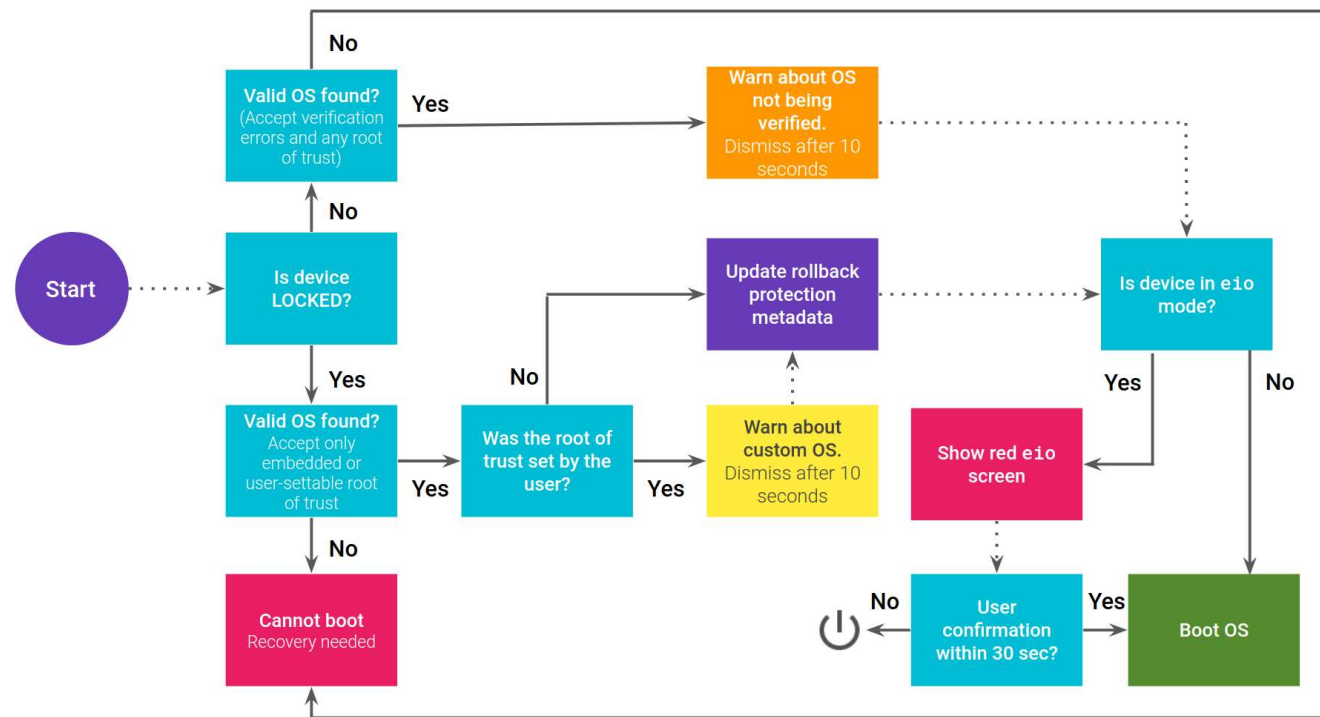 No
Valid OS found?
(Accept verification
errors and any root
of trust)
Yes
Warn about OS
not being
verified.
Dismiss after 10
seconds
No
Start
Is device
LOCKED?
Update rollback
protection
metadata
Is device in eio
mode?
Yes
No
Yes
No
Valid OS found?
Accept only
embedded or
user-settable root
of trust
Yes
Was the root of
trust set by the
user?
Yes
Warn about
custom OS.
Dismiss after 10
seconds
Show red eio
screen
No
Cannot boot
Recovery needed
No
User
confirmation
within 30 sec?
Yes
Boot OS